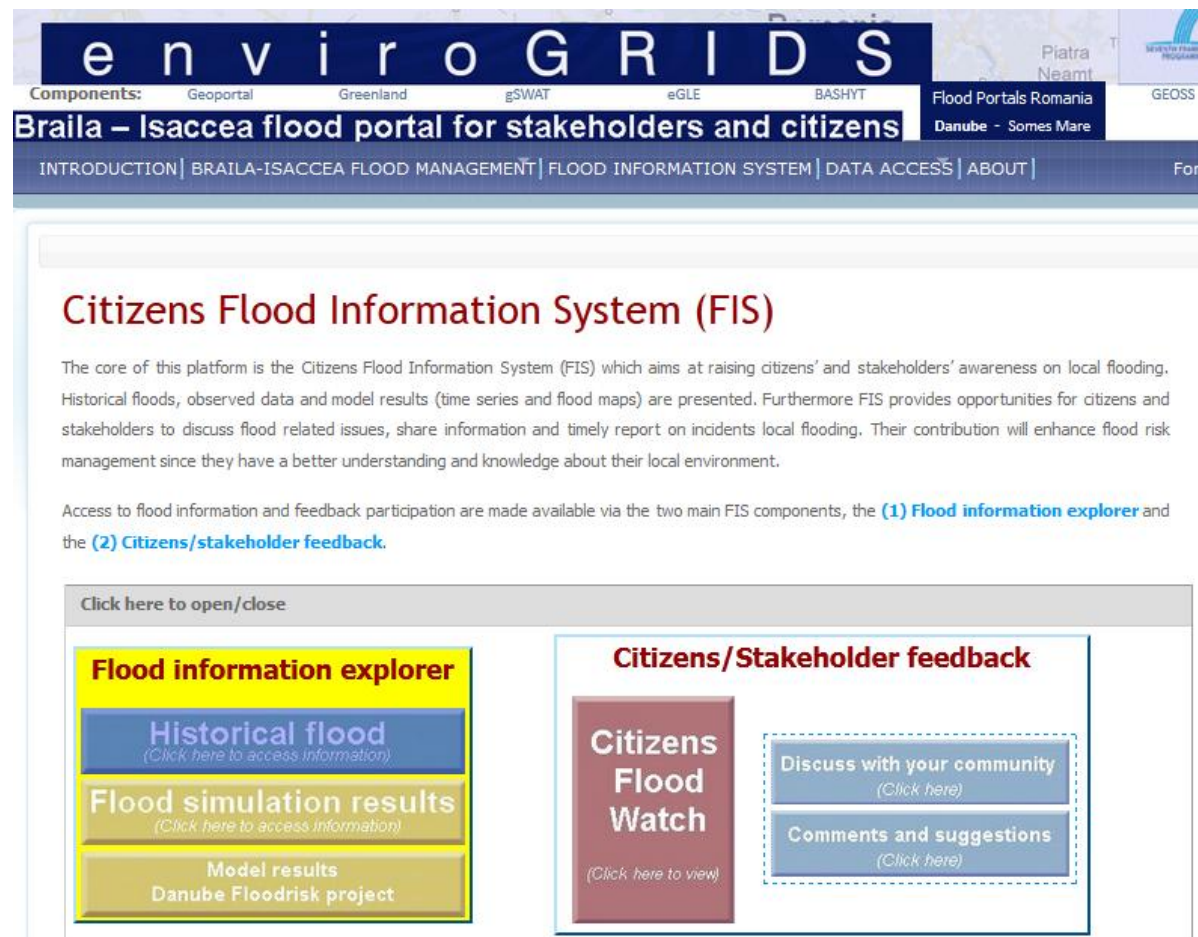 Romania
enviroGRIDS
Piatra
Neamt
SEVENTH FRAMEWORK
PROGRAMME
Components: Geoportal Greenland gSWAT eGLE BASHYT Flood Portals Romania GEOSS
Braila – Isaccea flood portal for stakeholders and citizens Danube - Somes Mare
INTRODUCTION| BRAILA-ISACCEA FLOOD MANAGEMENT| FLOOD INFORMATION SYSTEM| DATA ACCESS| ABOUT| For
Citizens Flood Information System (FIS)
The core of this platform is the Citizens Flood Information System (FIS) which aims at raising citizens' and stakeholders' awareness on local flooding.
Historical floods, observed data and model results (time series and flood maps) are presented. Furthermore FIS provides opportunities for citizens and
stakeholders to discuss flood related issues, share information and timely report on incidents local flooding. Their contribution will enhance flood risk
management since they have a better understanding and knowledge about their local environment.
Access to flood information and feedback participation are made available via the two main FIS components, the (1) Flood information explorer and
the (2) Citizens/stakeholder feedback.
Click here to open/close
Flood information explorer
Historical flood
(Click here to access information)
Flood simulation results
(Click here to access information)
Model results
Danube Floodrisk project
Citizens/Stakeholder feedback
Citizens
Flood
Watch
(Click here to view)
Discuss with your community
(Click here)
Comments and suggestions
(Click here)